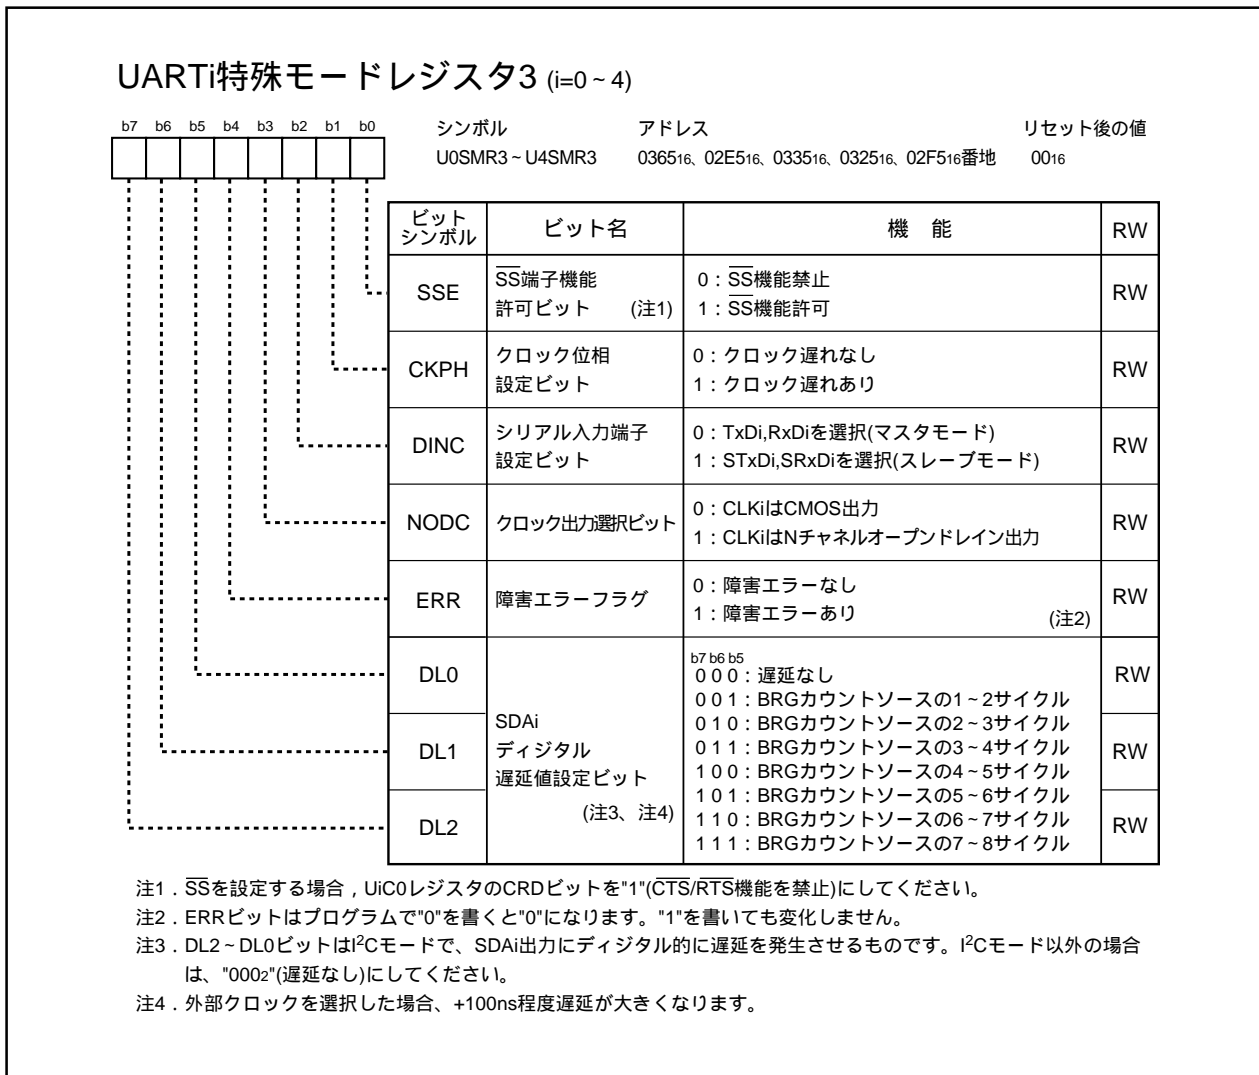 UARTi特殊モードレジスタ3 (i=0~4)
b7 b6 b5 b4 b3 b2 b1 b0
シンボル アドレス リセット後の値
U0SMR3~U4SMR3 036516、02E516、033516、032516、02F516番地 0016
ビットシンボル ビット名 機 能 RW
SSE SS端子機能 0:SS機能禁止 RW
許可ビット (注1) 1:SS機能許可
CKPH クロック位相 0:クロック遅れなし RW
設定ビット 1:クロック遅れあり
DINC シリアル入力端子 0:TxDi,RxDiを選択(マスタモード) RW
設定ビット 1:STxDi,SRxDiを選択(スレーブモード)
NODC クロック出力選択ビット 0:CLKiはCMOS出力 RW
1:CLKiはNチャネルオープンドレイン出力
ERR 障害エラーフラグ 0:障害エラーなし RW
1:障害エラーあり (注2)
DL0 b7 b6 b5 RW
0 0 0:遅延なし
0 0 1:BRGカウントソースの1~2サイクル
SDAi 0 1 0:BRGカウントソースの2~3サイクル
DL1 ディジタル 0 1 1:BRGカウントソースの3~4サイクル RW
遅延値設定ビット 1 0 0:BRGカウントソースの4~5サイクル
(注3、注4) 1 0 1:BRGカウントソースの5~6サイクル
DL2 1 1 0:BRGカウントソースの6~7サイクル RW
1 1 1:BRGカウントソースの7~8サイクル
注1.SSを設定する場合,UiC0レジスタのCRDビットを"1"(CTS/RTS機能を禁止)にしてください。
注2.ERRビットはプログラムで"0"を書くと"0"になります。"1"を書いても変化しません。
注3.DL2~DL0ビットはI²Cモードで、SDAi出力にディジタル的に遅延を発生させるものです。I²Cモード以外の場合
は、"0002"(遅延なし)にしてください。
注4.外部クロックを選択した場合、+100ns程度遅延が大きくなります。